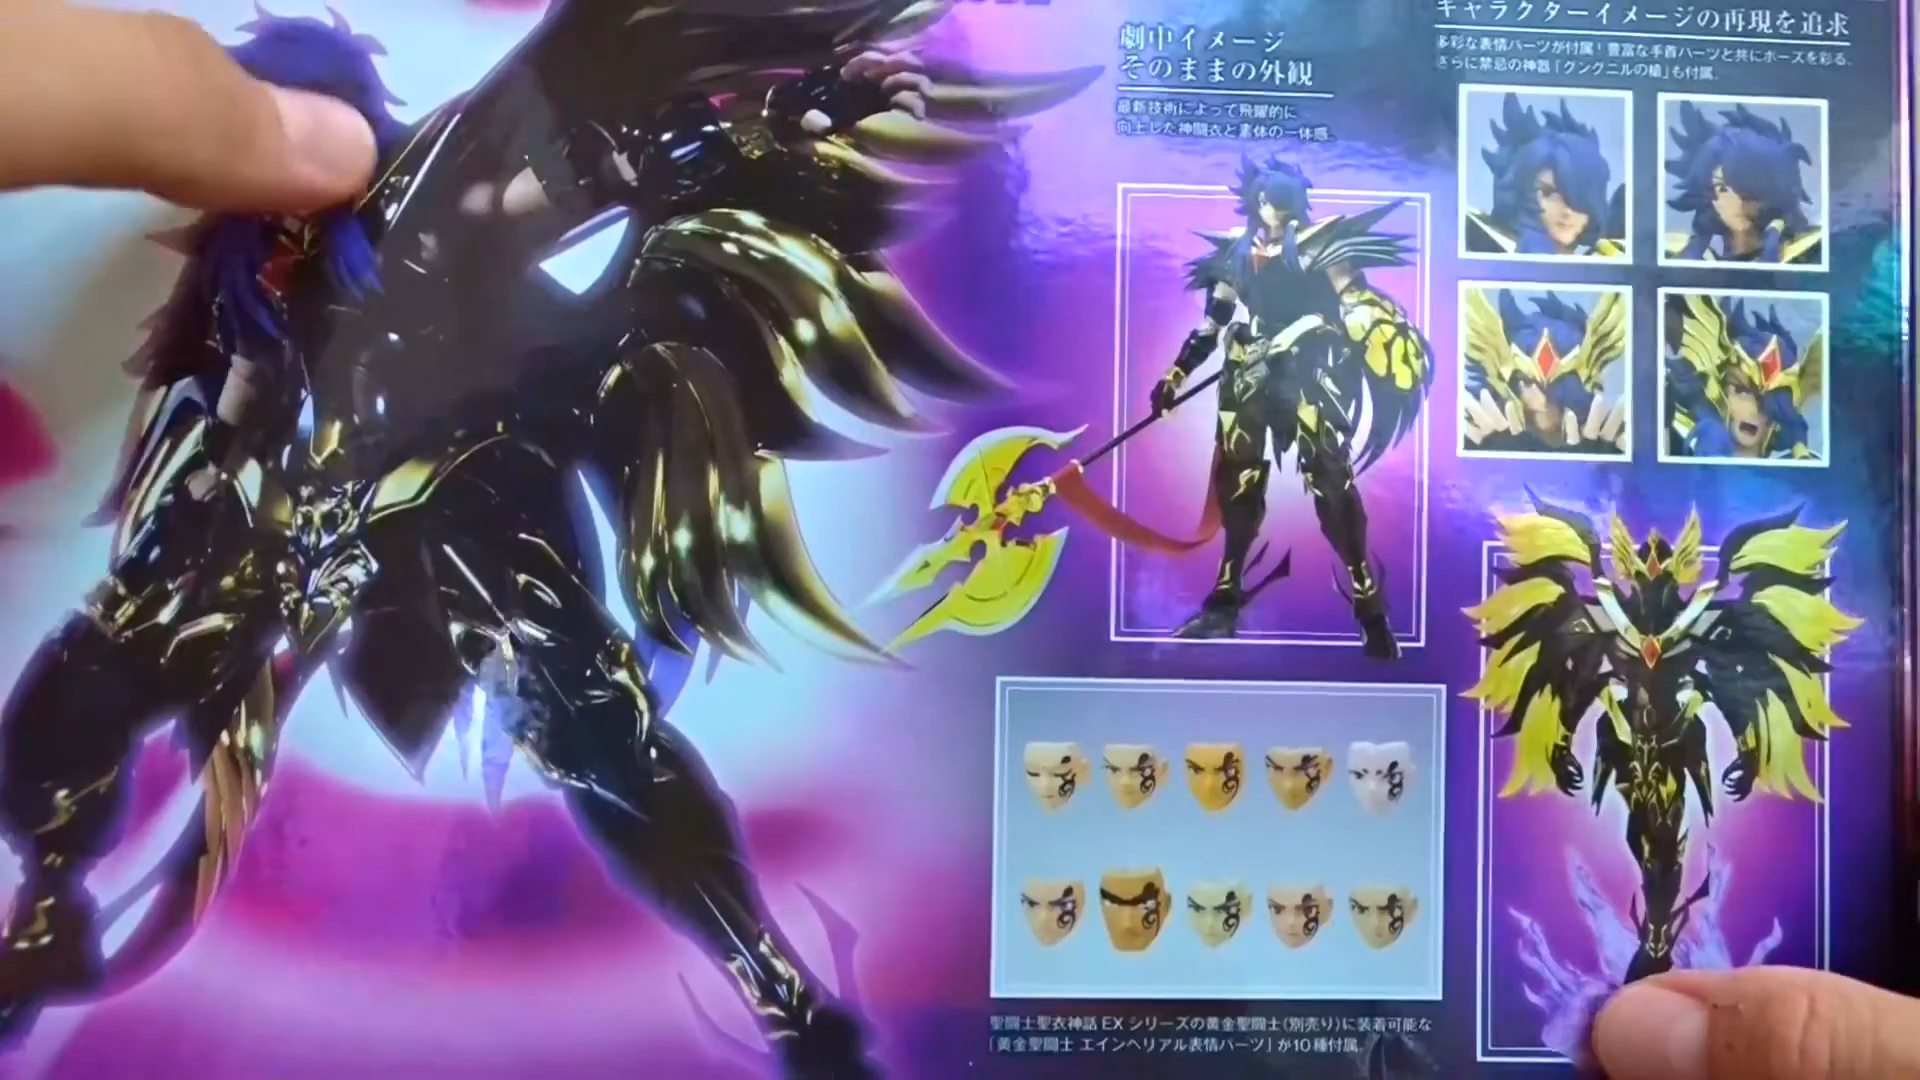 劇中イメージ
そのままの外観
最新技術によって飛躍的に
向上した神闘衣と素体の一体感。
キャラクターイメージの再現を追求
多彩な表情パーツが付属！豊富な手首パーツと共にポーズを彩る。
さらに禁忌の神器「グングニルの槍」も付属。
聖闘士聖衣神話 EX シリーズの黄金聖闘士（別売り）に装着可能な
「黄金聖闘士 エインヘリアル表情パーツ」が10種付属。